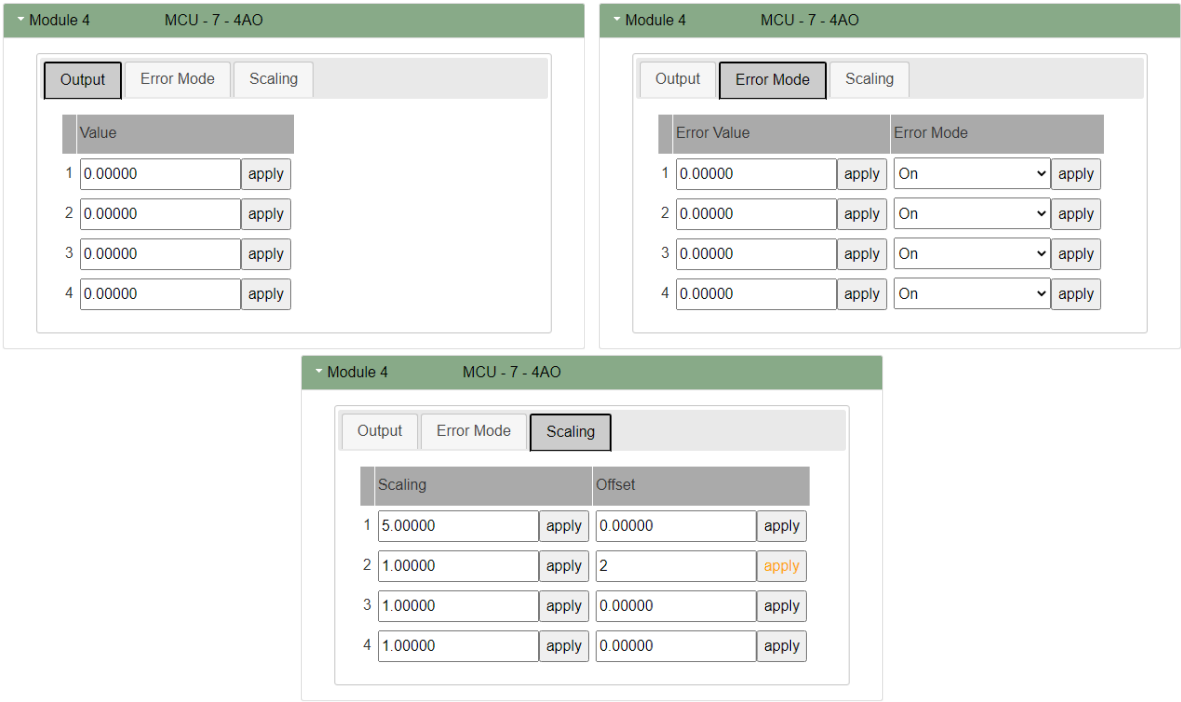 Module 4 MCU - 7 - 4AO
Output Error Mode Scaling
Value
1 0.00000 apply
2 0.00000 apply
3 0.00000 apply
4 0.00000 apply
Module 4 MCU - 7 - 4AO
Output Error Mode Scaling
Error Value Error Mode
1 0.00000 apply On apply
2 0.00000 apply On apply
3 0.00000 apply On apply
4 0.00000 apply On apply
Module 4 MCU - 7 - 4AO
Output Error Mode Scaling
Scaling Offset
1 5.00000 apply 0.00000 apply
2 1.00000 apply 2 apply
3 1.00000 apply 0.00000 apply
4 1.00000 apply 0.00000 apply